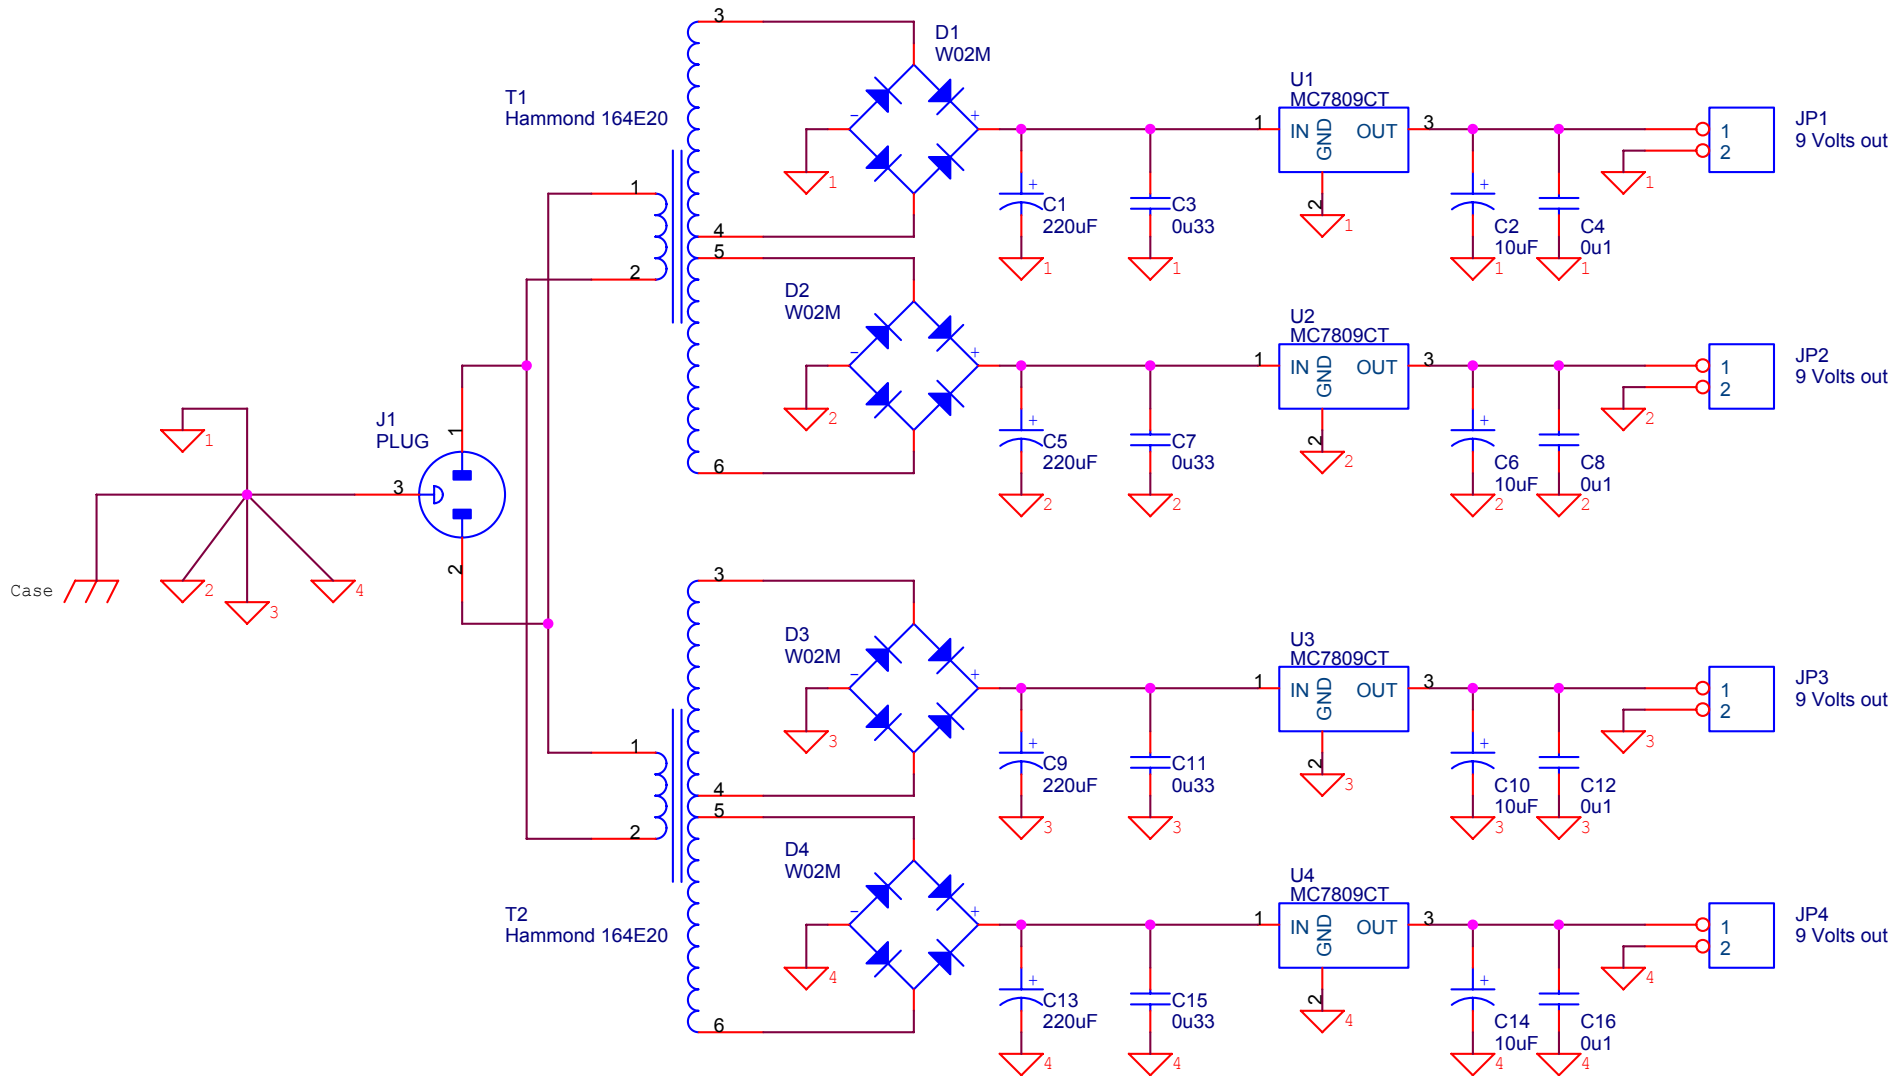 3
D1
W02M
T1
Hammond 164E20
-
+
1
1
4
5
2
C1
220uF
+
1
C3
0u33
1
U1
MC7809CT
1
IN
GND
OUT
3
2
1
+
C2
10uF
1
C4
0u1
1
1
2
1
JP1
9 Volts out
D2
W02M
-
+
2
6
+
C5
220uF
2
C7
0u33
2
U2
MC7809CT
1
IN
GND
OUT
3
2
2
+
C6
10uF
2
C8
0u1
2
1
2
2
JP2
9 Volts out
J1
PLUG
1
3
2
1
2
3
4
Case
3
D3
W02M
-
+
3
1
4
5
2
+
C9
220uF
3
C11
0u33
3
U3
MC7809CT
1
IN
GND
OUT
3
2
3
+
C10
10uF
3
C12
0u1
3
1
2
3
JP3
9 Volts out
D4
W02M
T2
Hammond 164E20
-
+
4
6
+
C13
220uF
4
C15
0u33
4
U4
MC7809CT
1
IN
GND
OUT
3
2
4
+
C14
10uF
4
C16
0u1
4
1
2
4
JP4
9 Volts out